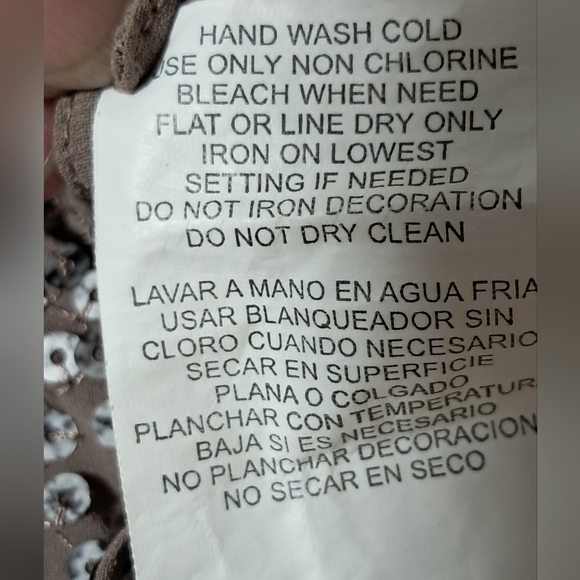 HAND WASH COLD
USE ONLY NON CHLORINE
BLEACH WHEN NEED
FLAT OR LINE DRY ONLY
IRON ON LOWEST
SETTING IF NEEDED
DO NOT IRON DECORATION
DO NOT DRY CLEAN
LAVAR A MANO EN AGUA FRIA
USAR BLANQUEADOR SIN
CLORO CUANDO NECESARIO
SECAR EN SUPERFICIE
PLANA O COLGADO
PLANCHAR CON TEMPERATUR
BAJA SI ES NECESARIO
NO PLANCHAR DECORACION
NO SECAR EN SECO